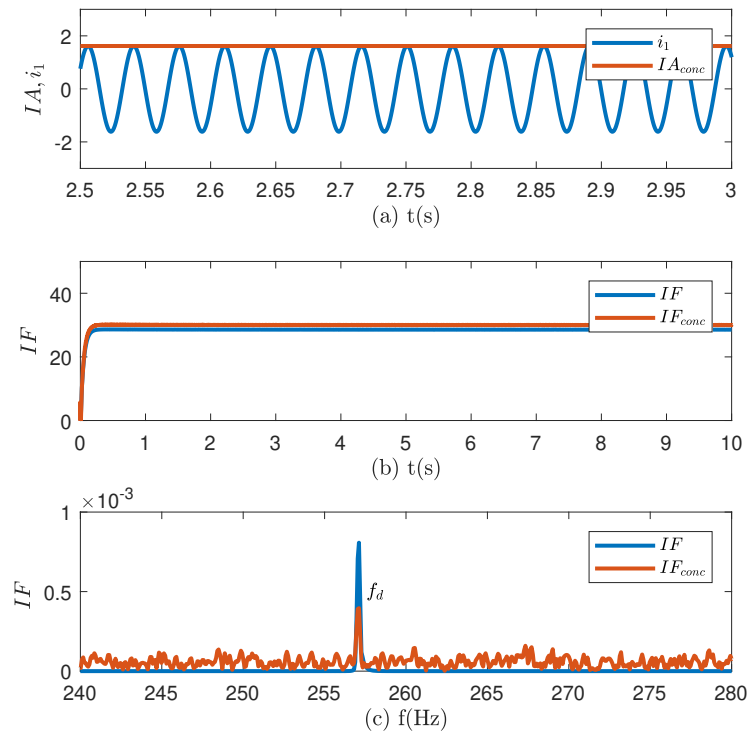 2
0
-2
IA, i₁
i₁
IA_conc
2.5 2.55 2.6 2.65 2.7 2.75 2.8 2.85 2.9 2.95 3
(a) t(s)
40
20
0
IF
IF
IF_conc
0 1 2 3 4 5 6 7 8 9 10
(b) t(s)
×10⁻³
1
0.5
0
IF
IF
IF_conc
f_d
240 245 250 255 260 265 270 275 280
(c) f(Hz)